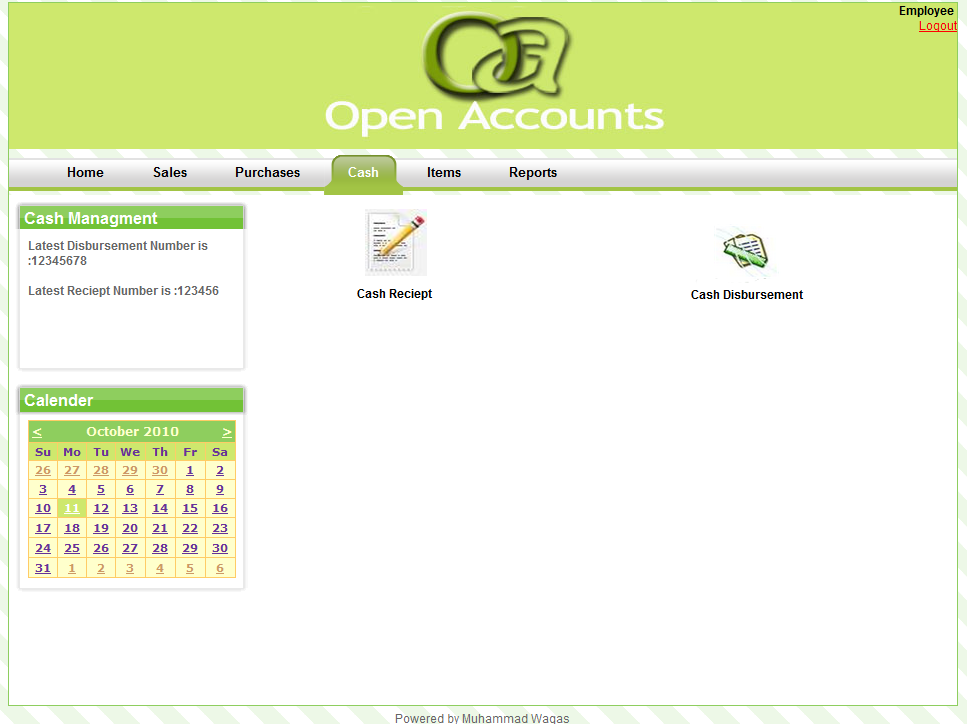 Employee
Logout
Oa
Open Accounts
Home Sales Purchases Cash Items Reports
Cash Managment
Latest Disbursement Number is
:12345678
Latest Reciept Number is :123456
Cash Reciept
Cash Disbursement
Calender
< October 2010 >
Su Mo Tu We Th Fr Sa
26 27 28 29 30 1 2
3 4 5 6 7 8 9
10 11 12 13 14 15 16
17 18 19 20 21 22 23
24 25 26 27 28 29 30
31 1 2 3 4 5 6
Powered by Muhammad Waqas